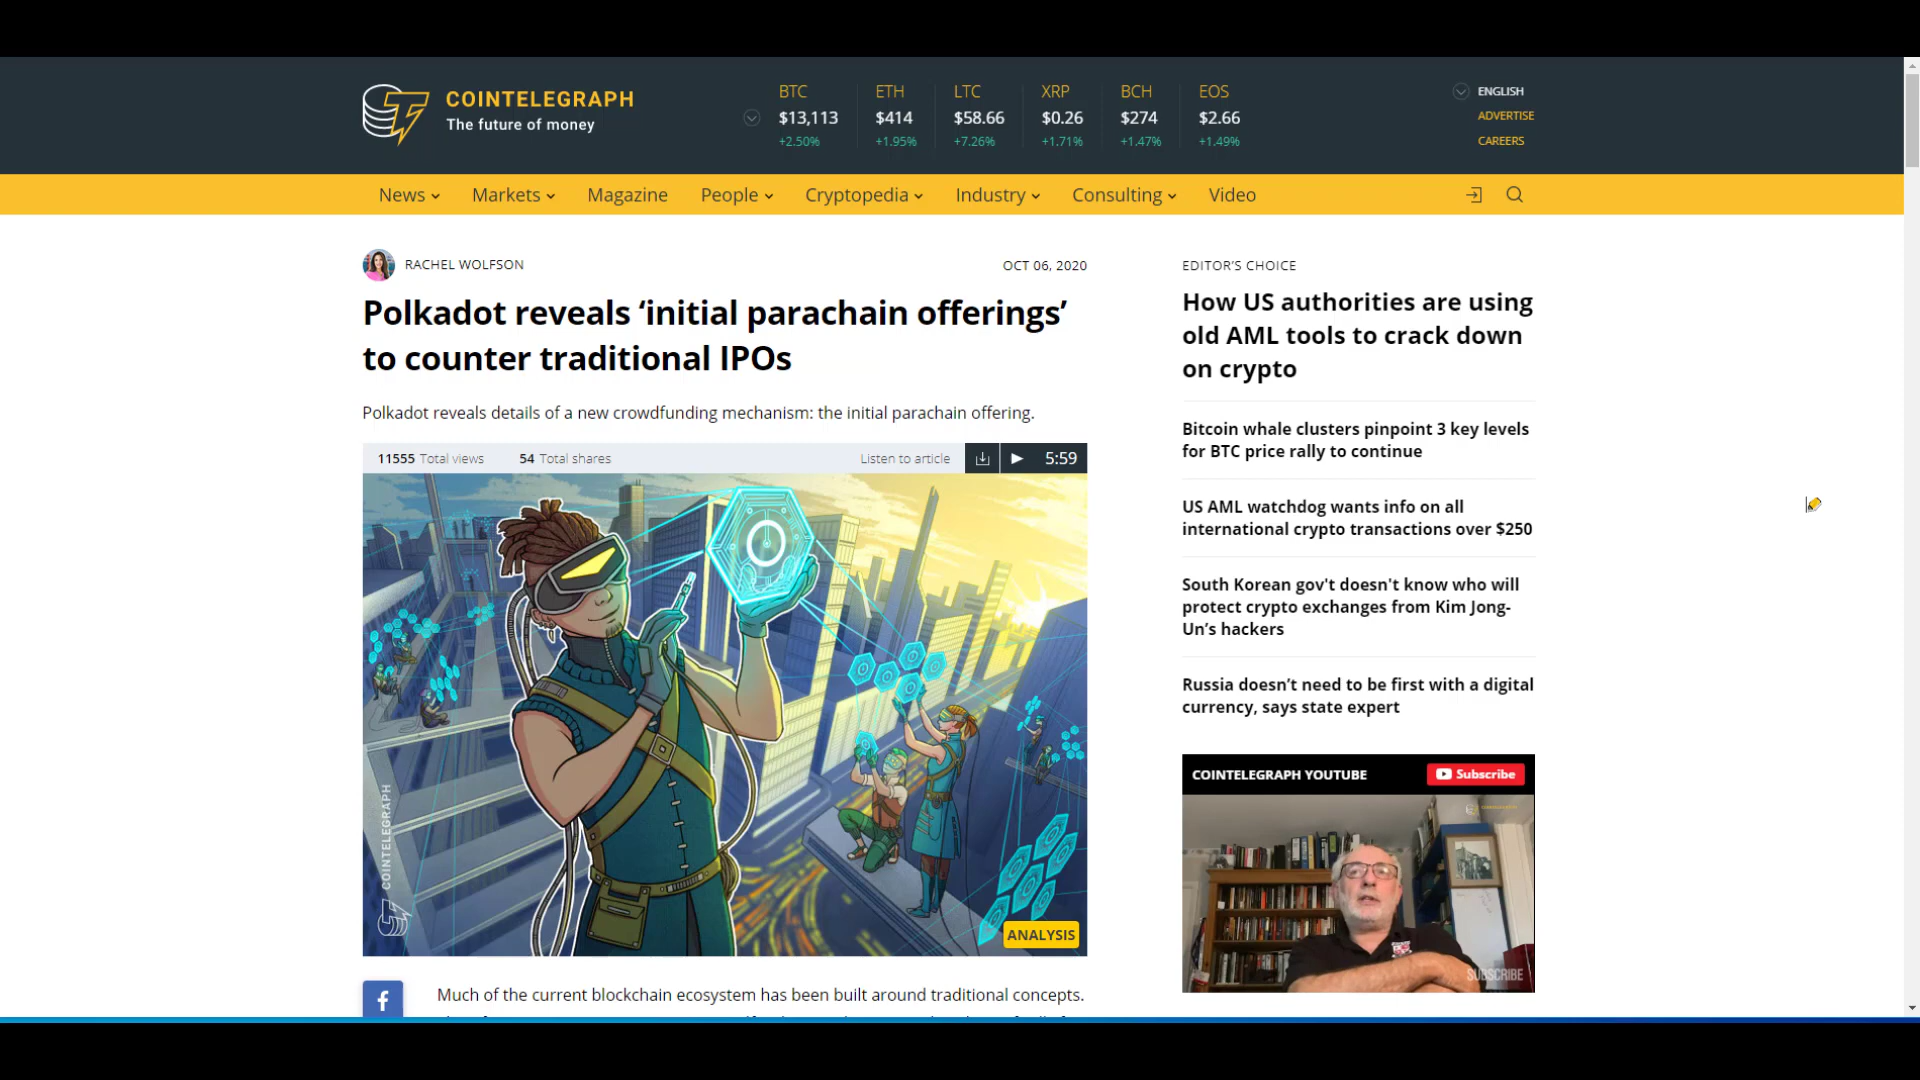 COINTELEGRAPH
The future of money
BTC
$13,113
+2.50%
ETH
$414
+1.95%
LTC
$58.66
+7.26%
XRP
$0.26
+1.71%
BCH
$274
+1.47%
EOS
$2.66
+1.49%
ENGLISH
ADVERTISE
CAREERS
News
Markets
Magazine
People
Cryptopedia
Industry
Consulting
Video
RACHEL WOLFSON
OCT 06, 2020
Polkadot reveals ‘initial parachain offerings’
to counter traditional IPOs
Polkadot reveals details of a new crowdfunding mechanism: the initial parachain offering.
11555 Total views
54 Total shares
Listen to article
5:59
COINTELEGRAPH
ANALYSIS
Much of the current blockchain ecosystem has been built around traditional concepts.
EDITOR’S CHOICE
How US authorities are using
old AML tools to crack down
on crypto
Bitcoin whale clusters pinpoint 3 key levels
for BTC price rally to continue
US AML watchdog wants info on all
international crypto transactions over $250
South Korean gov't doesn't know who will
protect crypto exchanges from Kim Jong-
Un’s hackers
Russia doesn’t need to be first with a digital
currency, says state expert
COINTELEGRAPH YOUTUBE
Subscribe
SUBSCRIBE